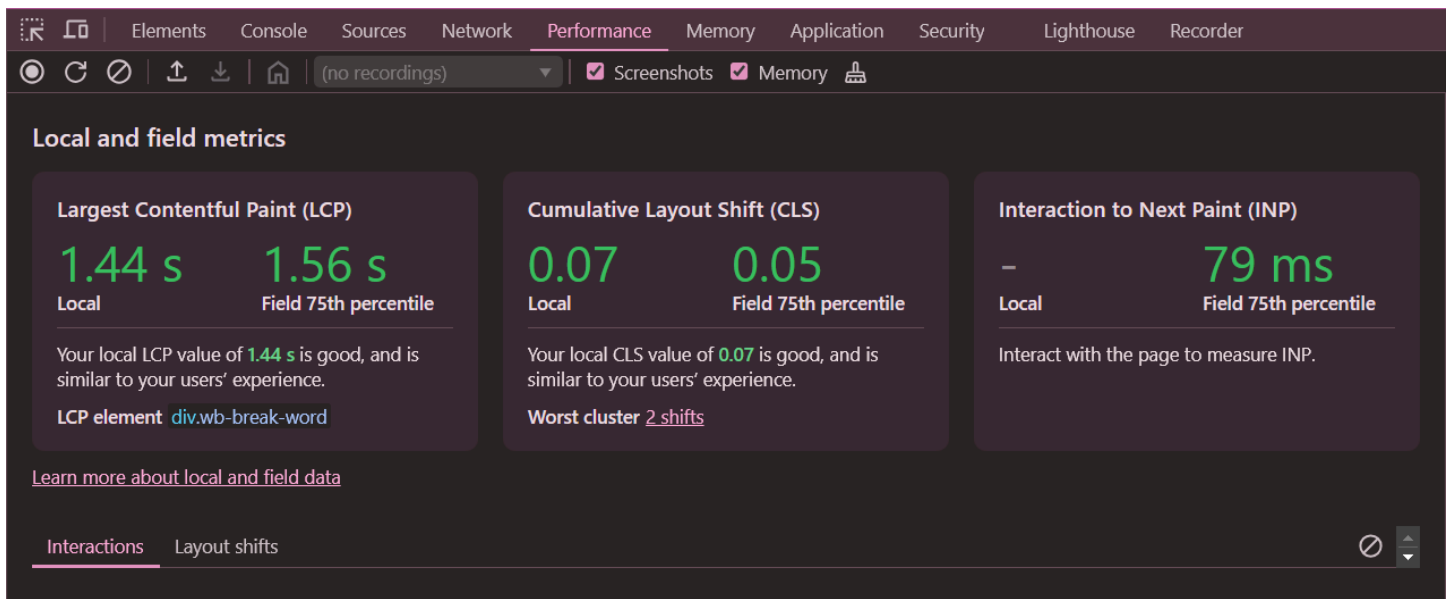 Elements Console Sources Network Performance Memory Application Security Lighthouse Recorder
(no recordings) Screenshots Memory
Local and field metrics
Largest Contentful Paint (LCP)
1.44 s 1.56 s
Local Field 75th percentile
Your local LCP value of 1.44 s is good, and is
similar to your users’ experience.
LCP element div.wb-break-word
Cumulative Layout Shift (CLS)
0.07 0.05
Local Field 75th percentile
Your local CLS value of 0.07 is good, and is
similar to your users’ experience.
Worst cluster 2 shifts
Interaction to Next Paint (INP)
- 79 ms
Local Field 75th percentile
Interact with the page to measure INP.
Learn more about local and field data
Interactions Layout shifts